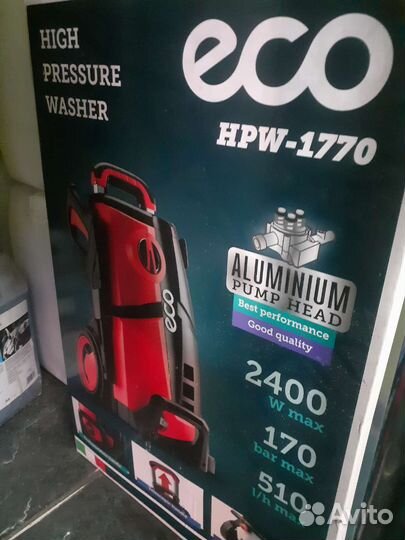 HIGH
PRESSURE
WASHER
eco
HPW-1770
eco
ALUMINIUM
PUMP HEAD
Best performance
Good quality
2400
W max
170
bar max
510
l/h max
Avito